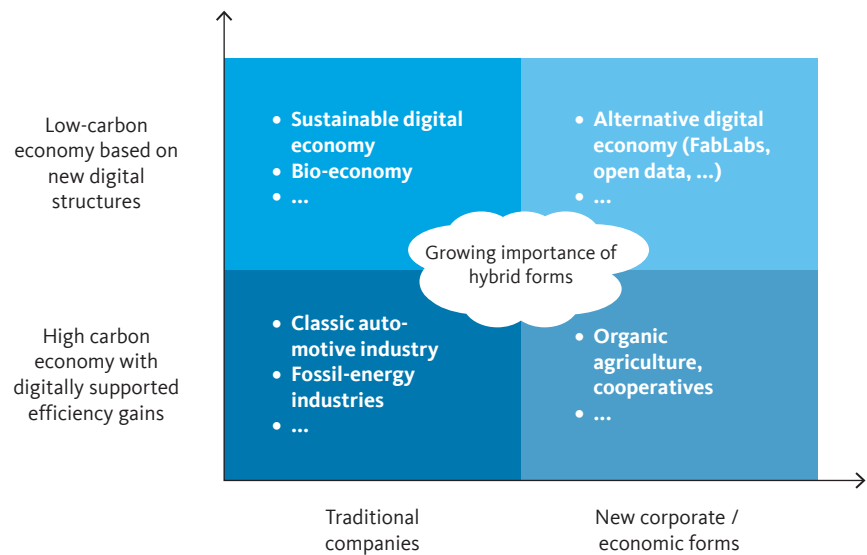 Low-carbon
economy based on
new digital
structures
• Sustainable digital
economy
• Bio-economy
• ...
• Alternative digital
economy (FabLabs,
open data, ...)
• ...
Growing importance of
hybrid forms
High carbon
economy with
digitally supported
efficiency gains
• Classic auto-
motive industry
• Fossil-energy
industries
• ...
• Organic
agriculture,
cooperatives
• ...
Traditional
companies
New corporate /
economic forms